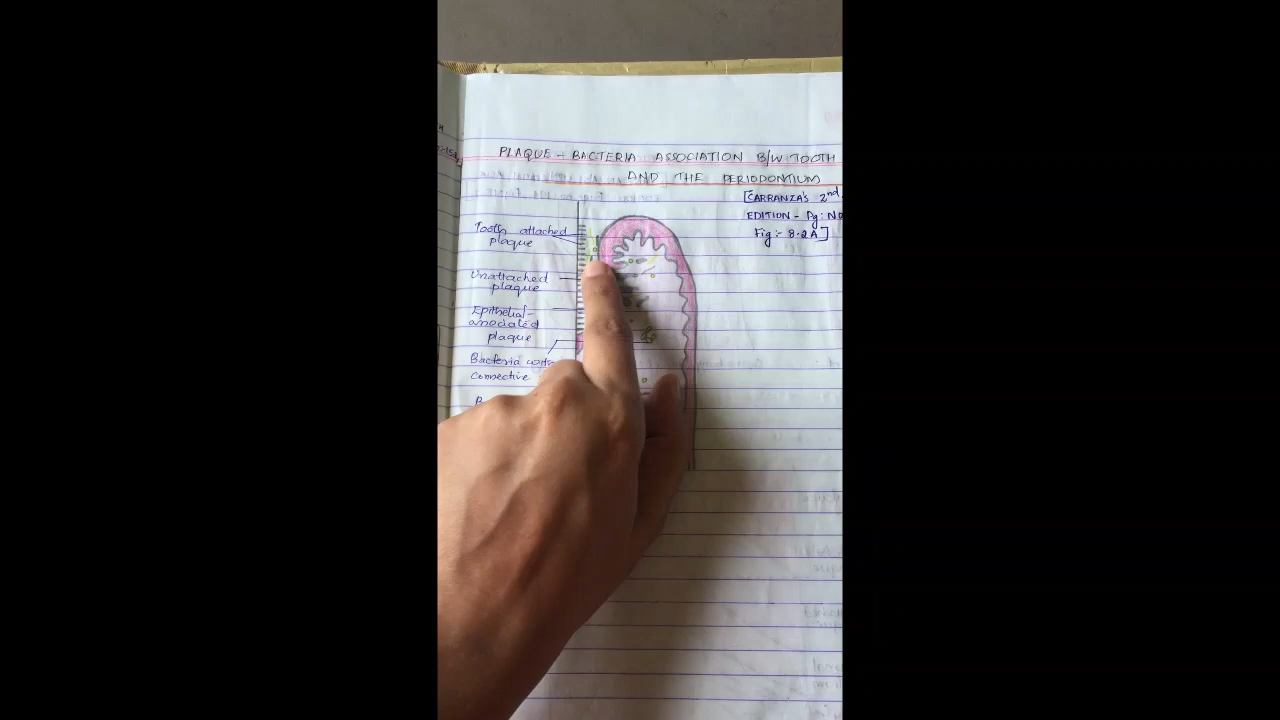 PLAQUE - BACTERIA ASSOCIATION B/W TOOTH
AND THE PERIODONTIUM
[CARRANZA'S 2nd
EDITION - Pg: NO
Fig :- 8.2A]
Tooth attached
plaque
Unattached
plaque
Epithelial-
associated
plaque
Bacteria with
connective